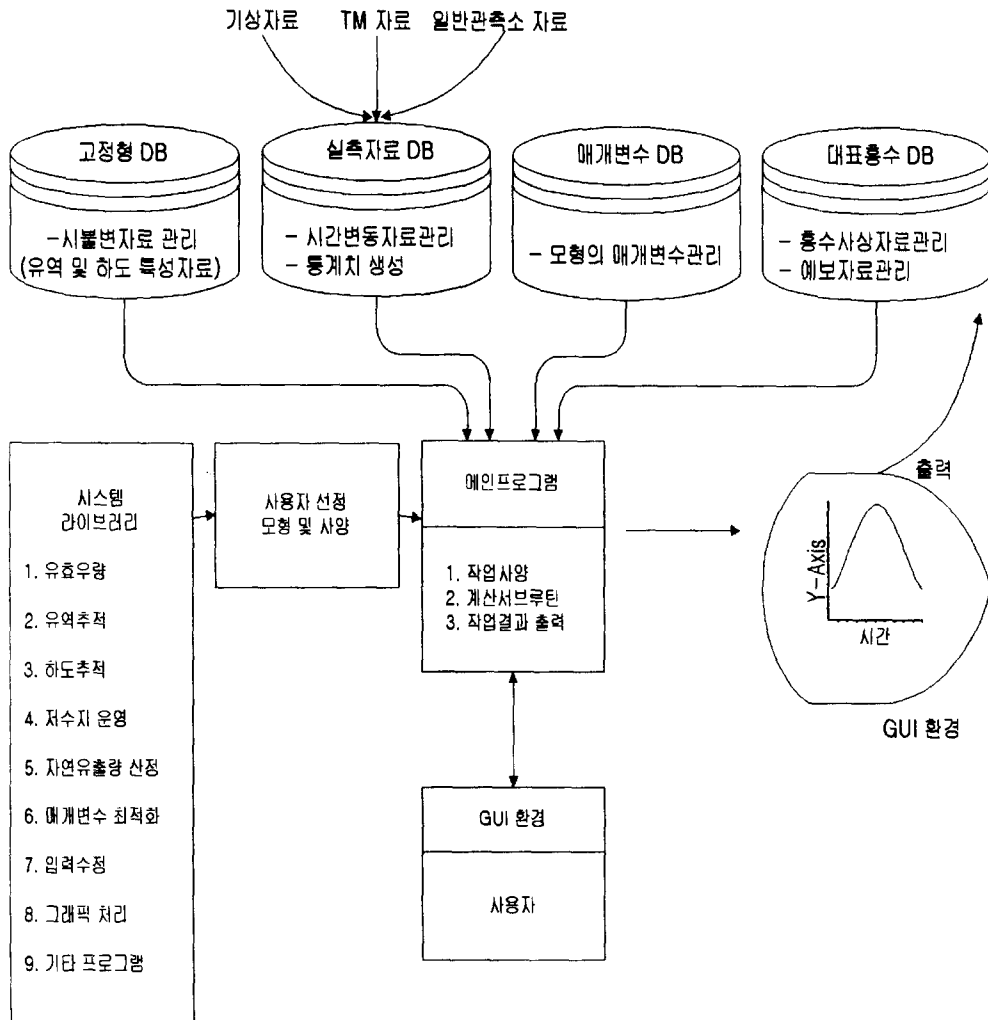 기상자료 TM 자료 일반관측소 자료
고정형 DB
-시불변자료 관리
(유역 및 하도 특성자료)
실측자료 DB
- 시간변동자료관리
- 통계치 생성
매개변수 DB
- 모형의 매개변수관리
대표홍수 DB
- 홍수사상자료관리
- 예보자료관리
시스템
라이브러리
1. 유효우량
2. 유역추적
3. 하도추적
4. 저수지 운영
5. 자연유출량 산정
6. 매개변수 최적화
7. 입력수정
8. 그래픽 처리
9. 기타 프로그램
사용자 선정
모형 및 사양
메인프로그램
1. 작업사양
2. 계산서브루틴
3. 작업결과 출력
출력
Y-Axis
시간
GUI 환경
GUI 환경
사용자